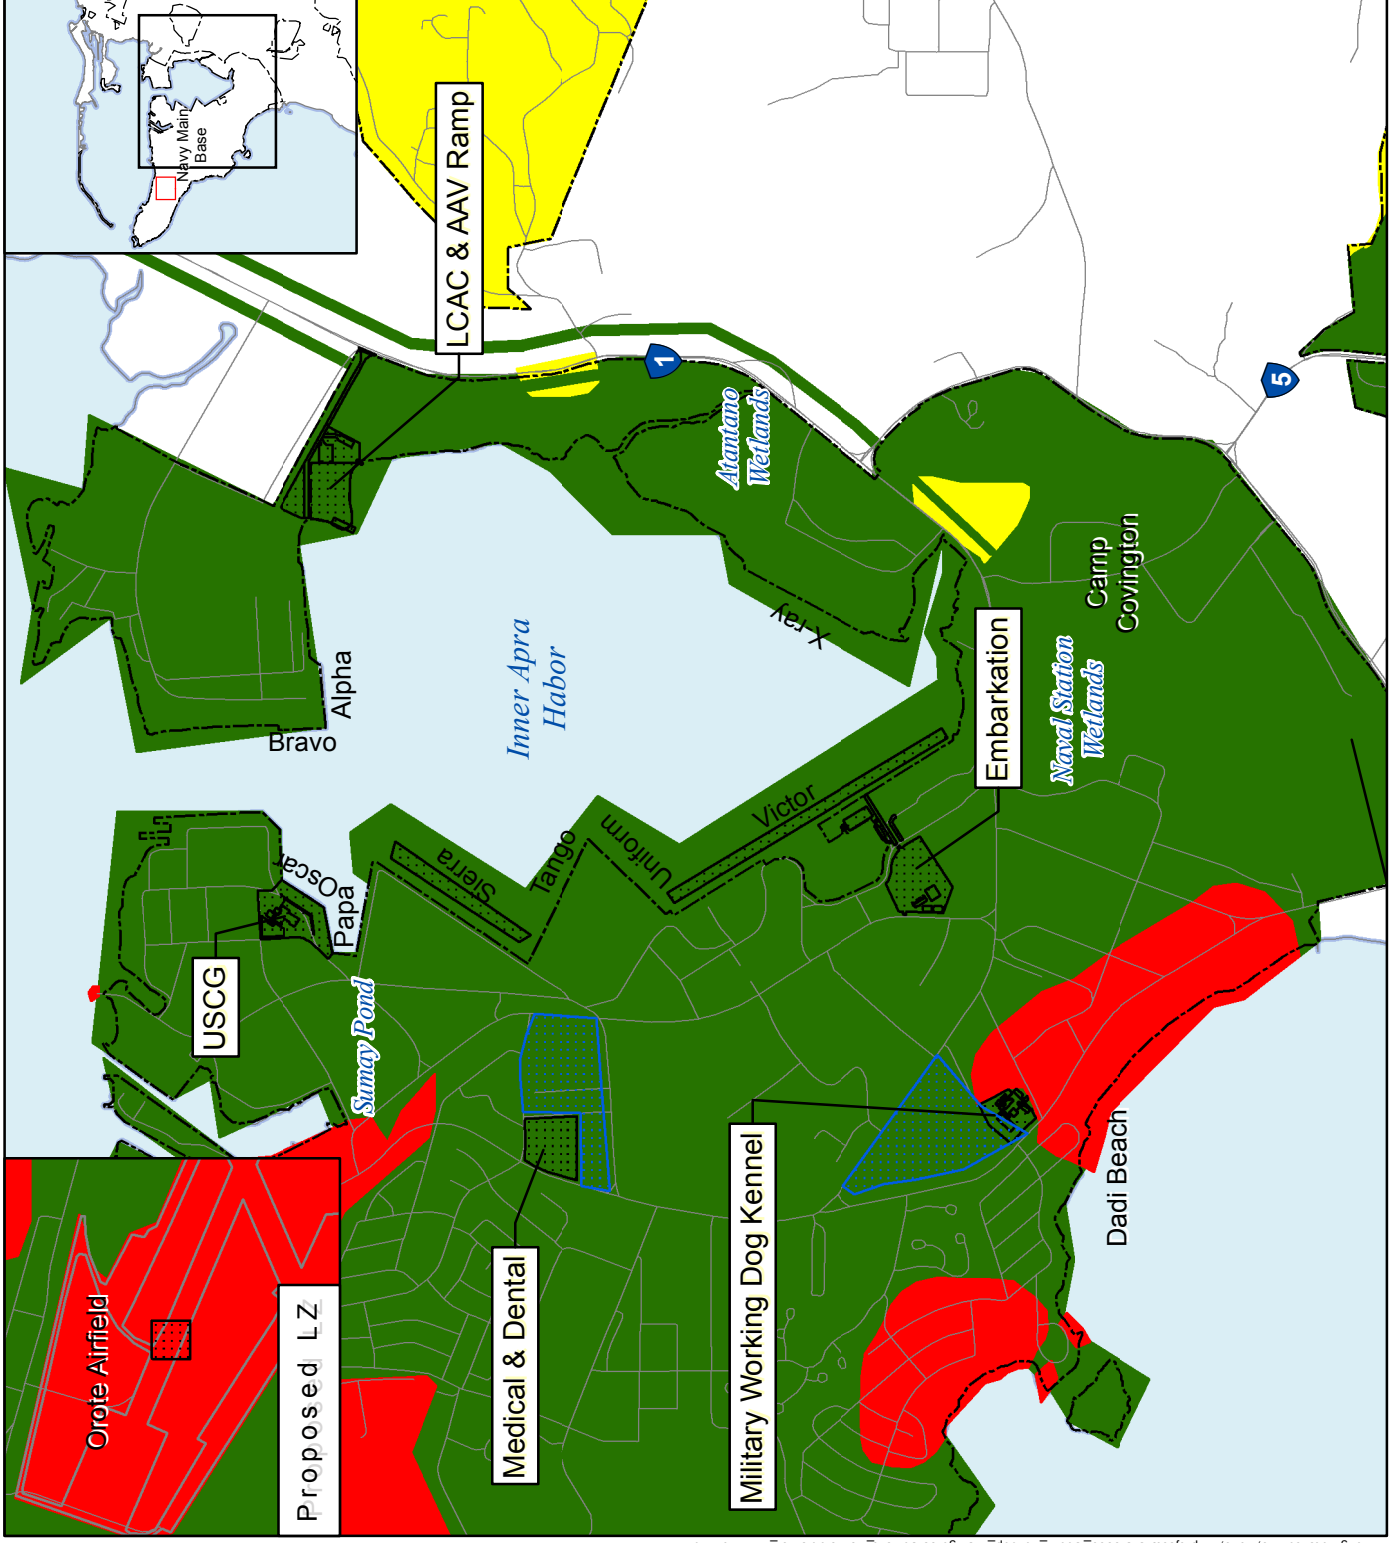 Navy Main
Base
LCAC & AAV Ramp
1
5
Atantano
Wetlands
Camp
Covington
X-ray
Inner Apra
Habor
Alpha
Bravo
Embarkation
Naval Station
Wetlands
Victor
Uniform
Tango
Sierra
Oscar
Papa
USCG
Sumay Pond
Medical & Dental
Military Working Dog Kennel
Dadi Beach
Orote Airfield
Proposed LZ